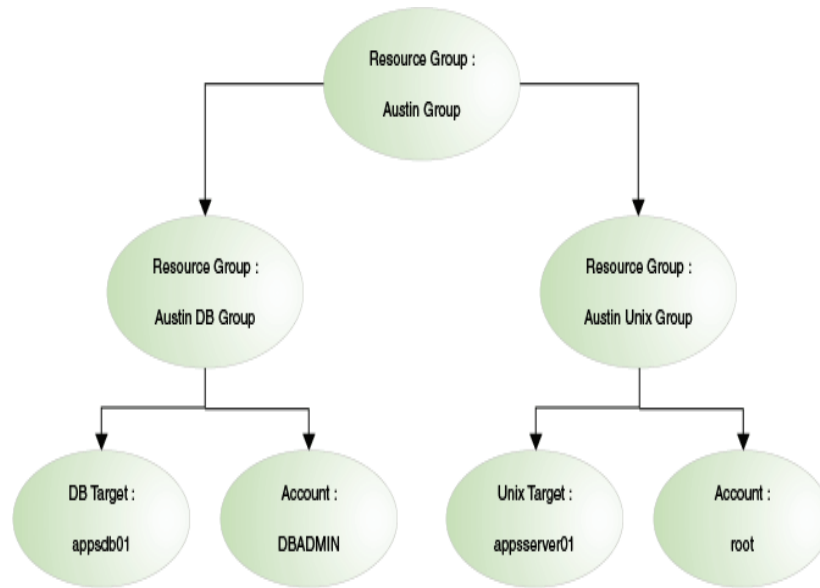 Resource Group :
Austin Group
Resource Group :
Austin DB Group
Resource Group :
Austin Unix Group
DB Target :
appsdb01
Account :
DBADMIN
Unix Target :
appsserver01
Account :
root